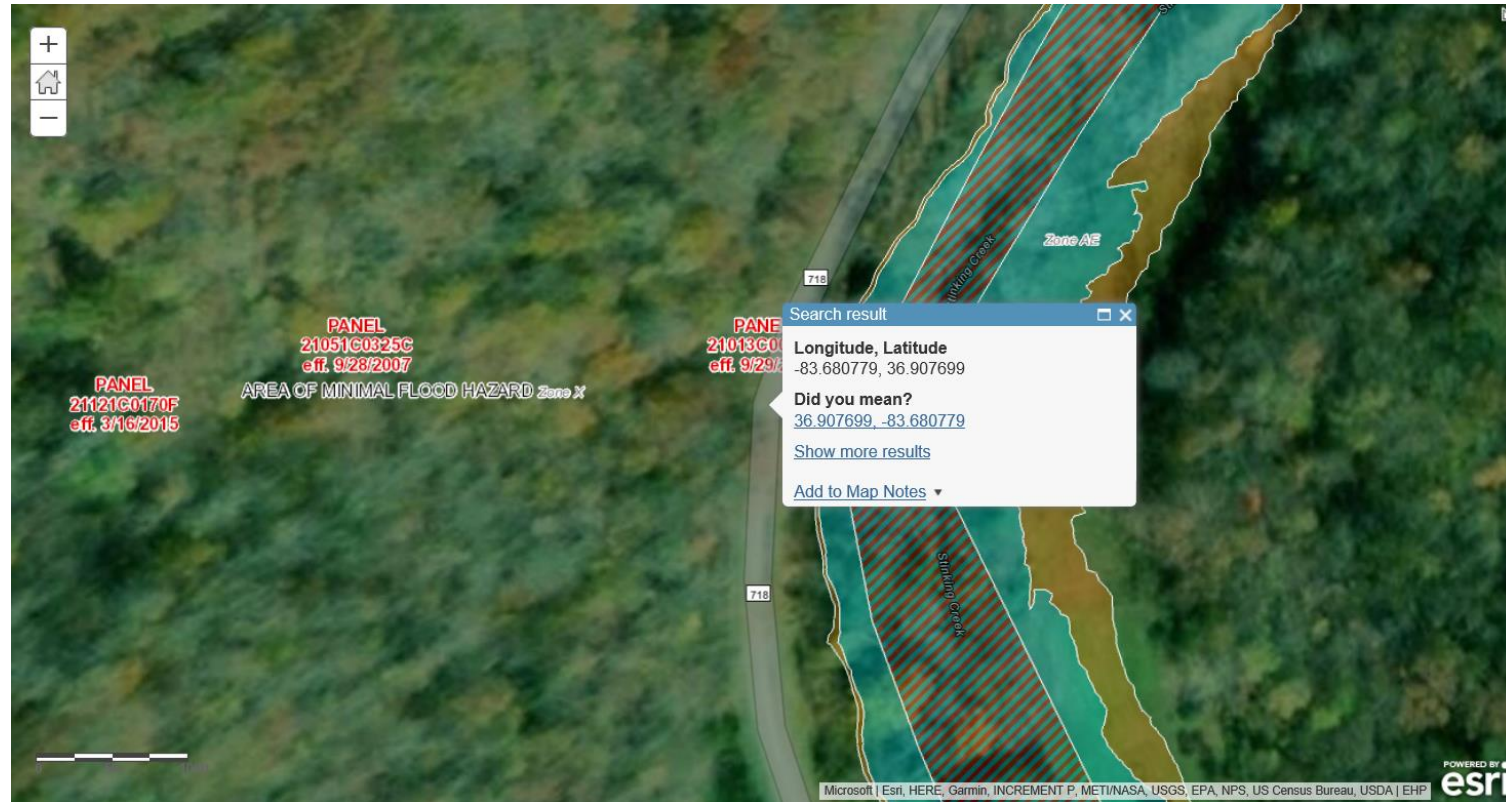 +
−
718
Zone AE
Stinking Creek
PANEL
21051C0325C
eff. 9/28/2007
AREA OF MINIMAL FLOOD HAZARD Zone X
PANEL
21121C0170F
eff. 3/16/2015
eff.
Search result
Longitude, Latitude
-83.680779, 36.907699
Did you mean?
36.907699, -83.680779
Show more results
Add to Map Notes
718
Stinking Creek
Microsoft | Esri, HERE, Garmin, INCREMENT P, METI/NASA, USGS, EPA, NPS, US Census Bureau, USDA | EHP
POWERED BY
esri